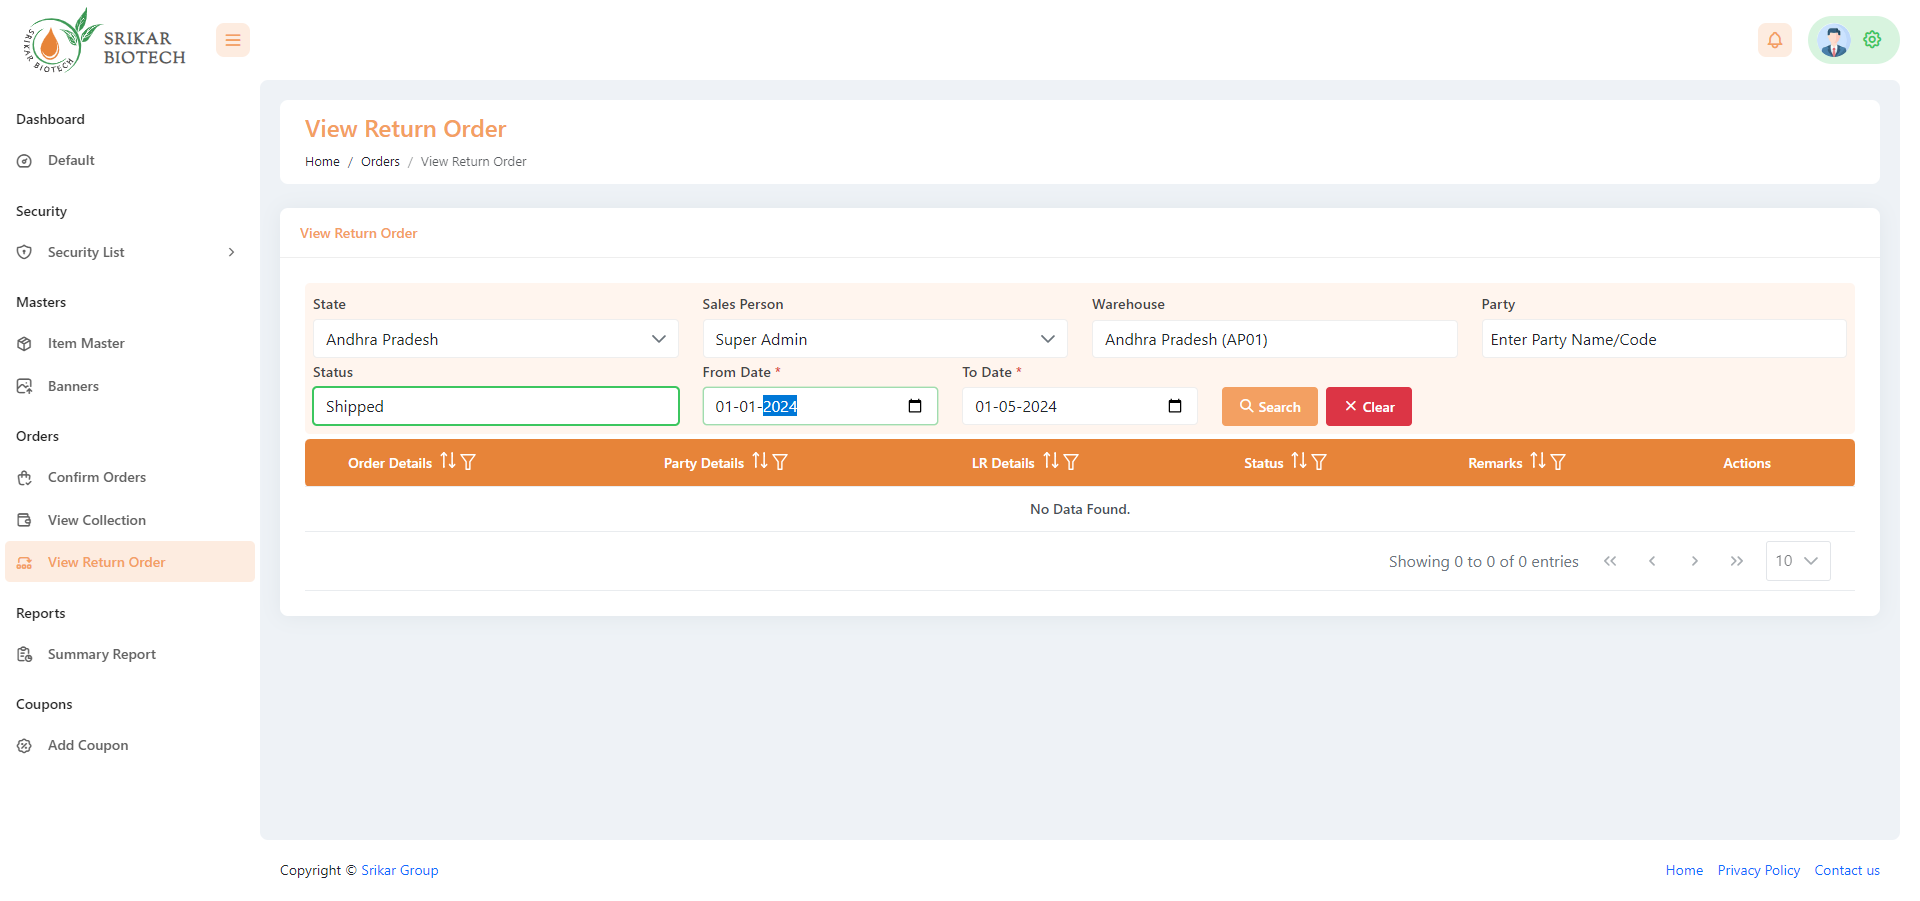 SRIKAR BIOTECH
SRIKAR
BIOTECH
Dashboard
Default
Security
Security List
Masters
Item Master
Banners
Orders
Confirm Orders
View Collection
View Return Order
Reports
Summary Report
Coupons
Add Coupon
View Return Order
Home / Orders / View Return Order
View Return Order
State Sales Person Warehouse Party
Andhra Pradesh Super Admin Andhra Pradesh (AP01) Enter Party Name/Code
Status From Date * To Date *
Shipped 01-01-2024 01-05-2024 Search Clear
Order Details Party Details LR Details Status Remarks Actions
No Data Found.
Showing 0 to 0 of 0 entries 10
Copyright © Srikar Group Home Privacy Policy Contact us